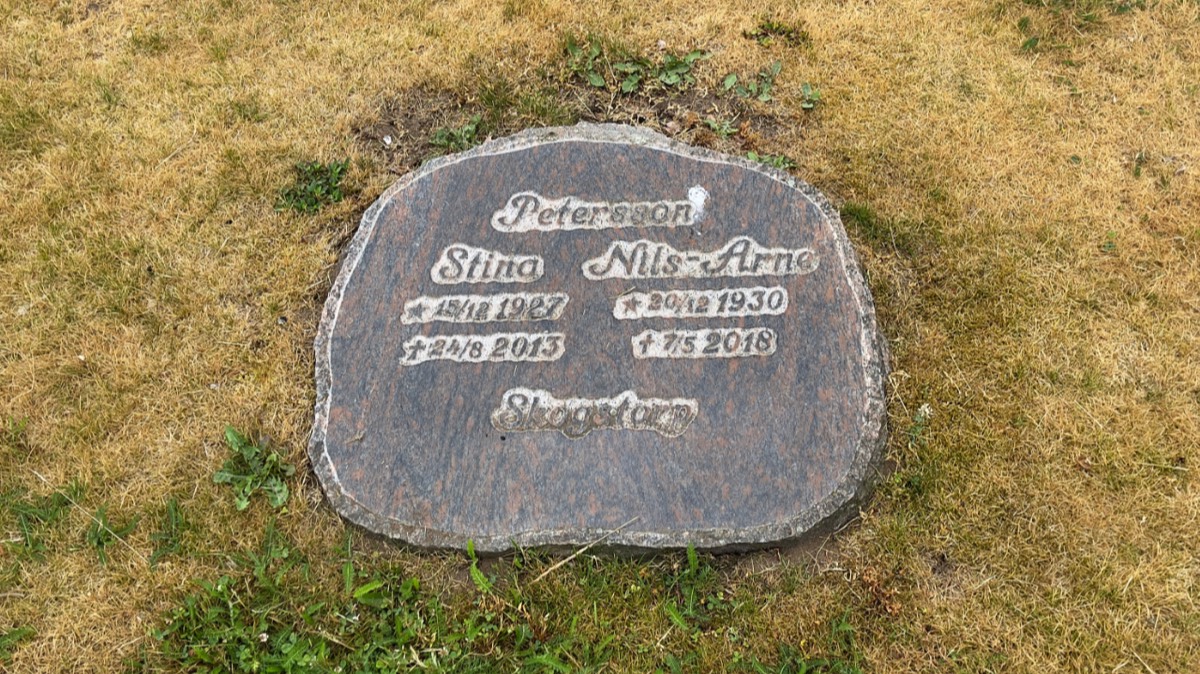 Petersson
Stina Nils-Arne
★ 15/12 1927 ★ 20/12 1930
✝ 24/8 2013 ✝ 7/5 2018
Skogstorp